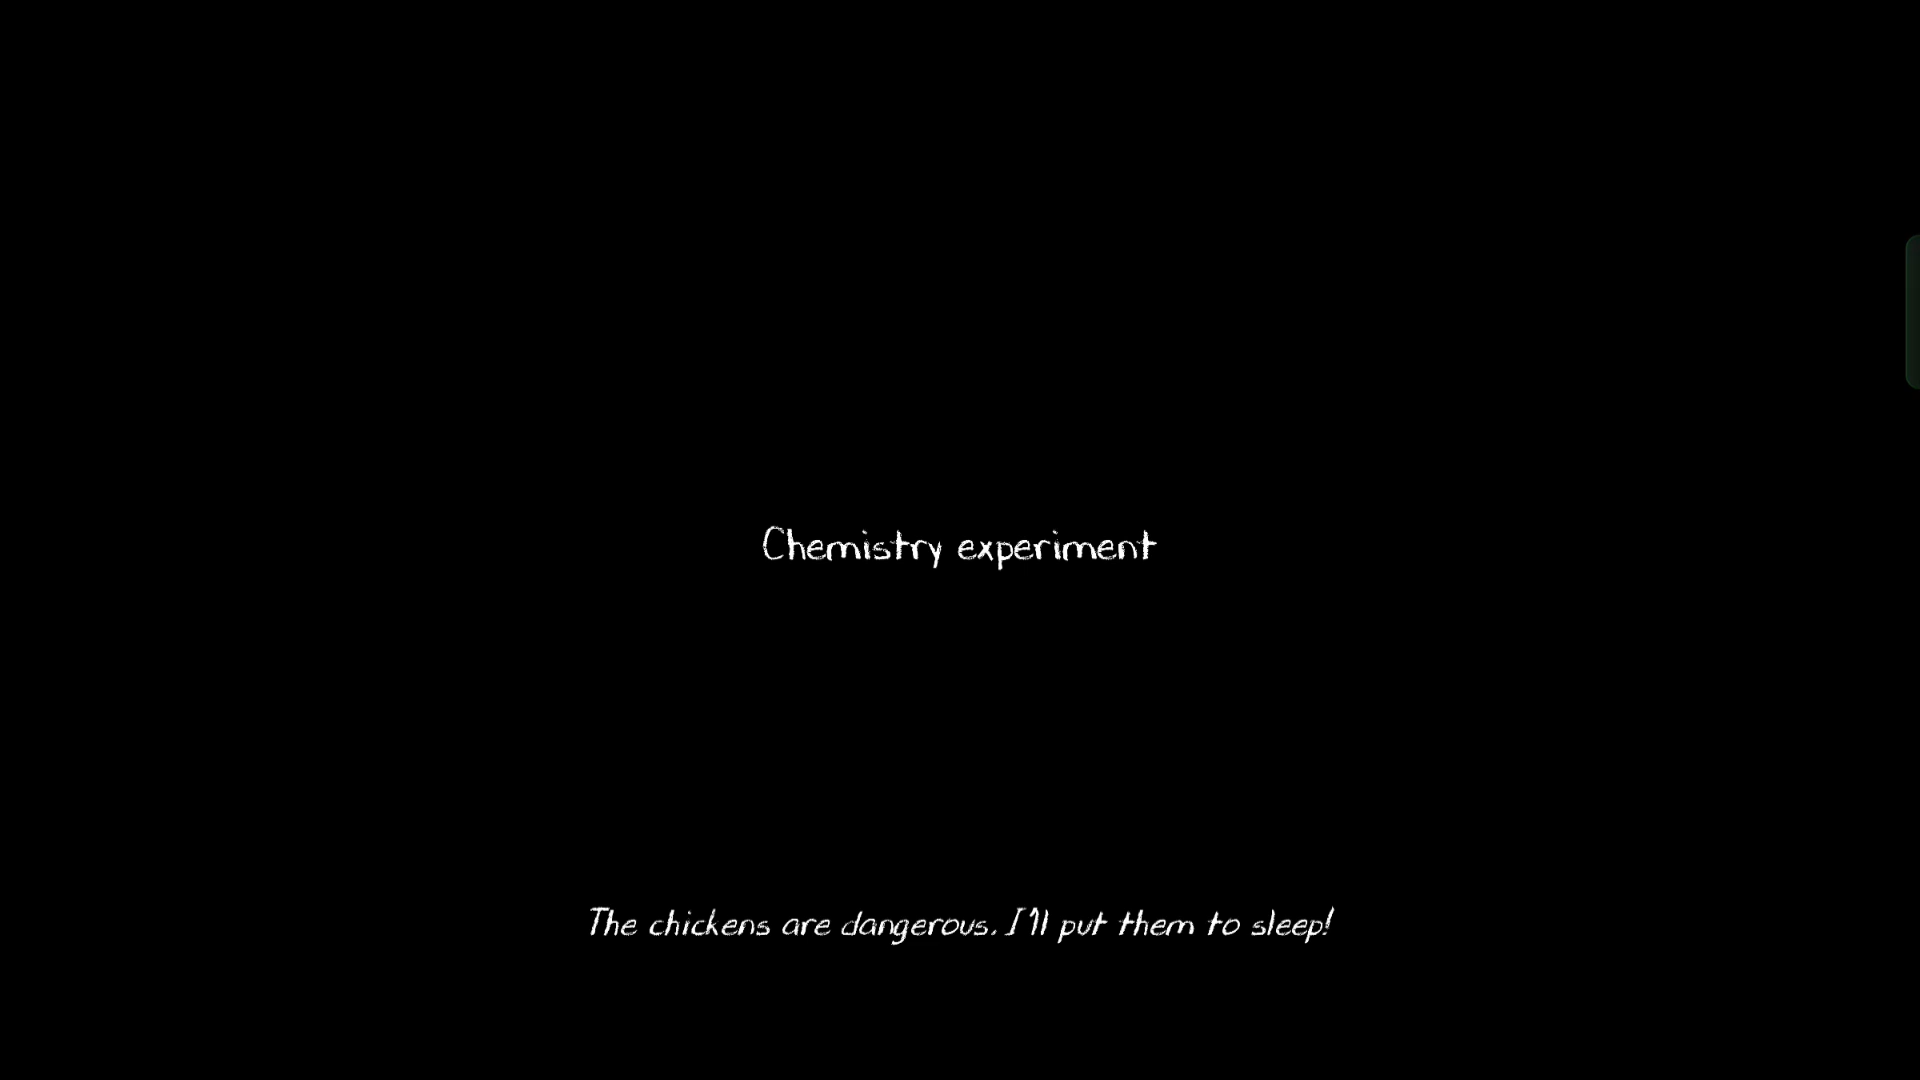 Chemistry experiment
The chickens are dangerous. I'll put them to sleep!